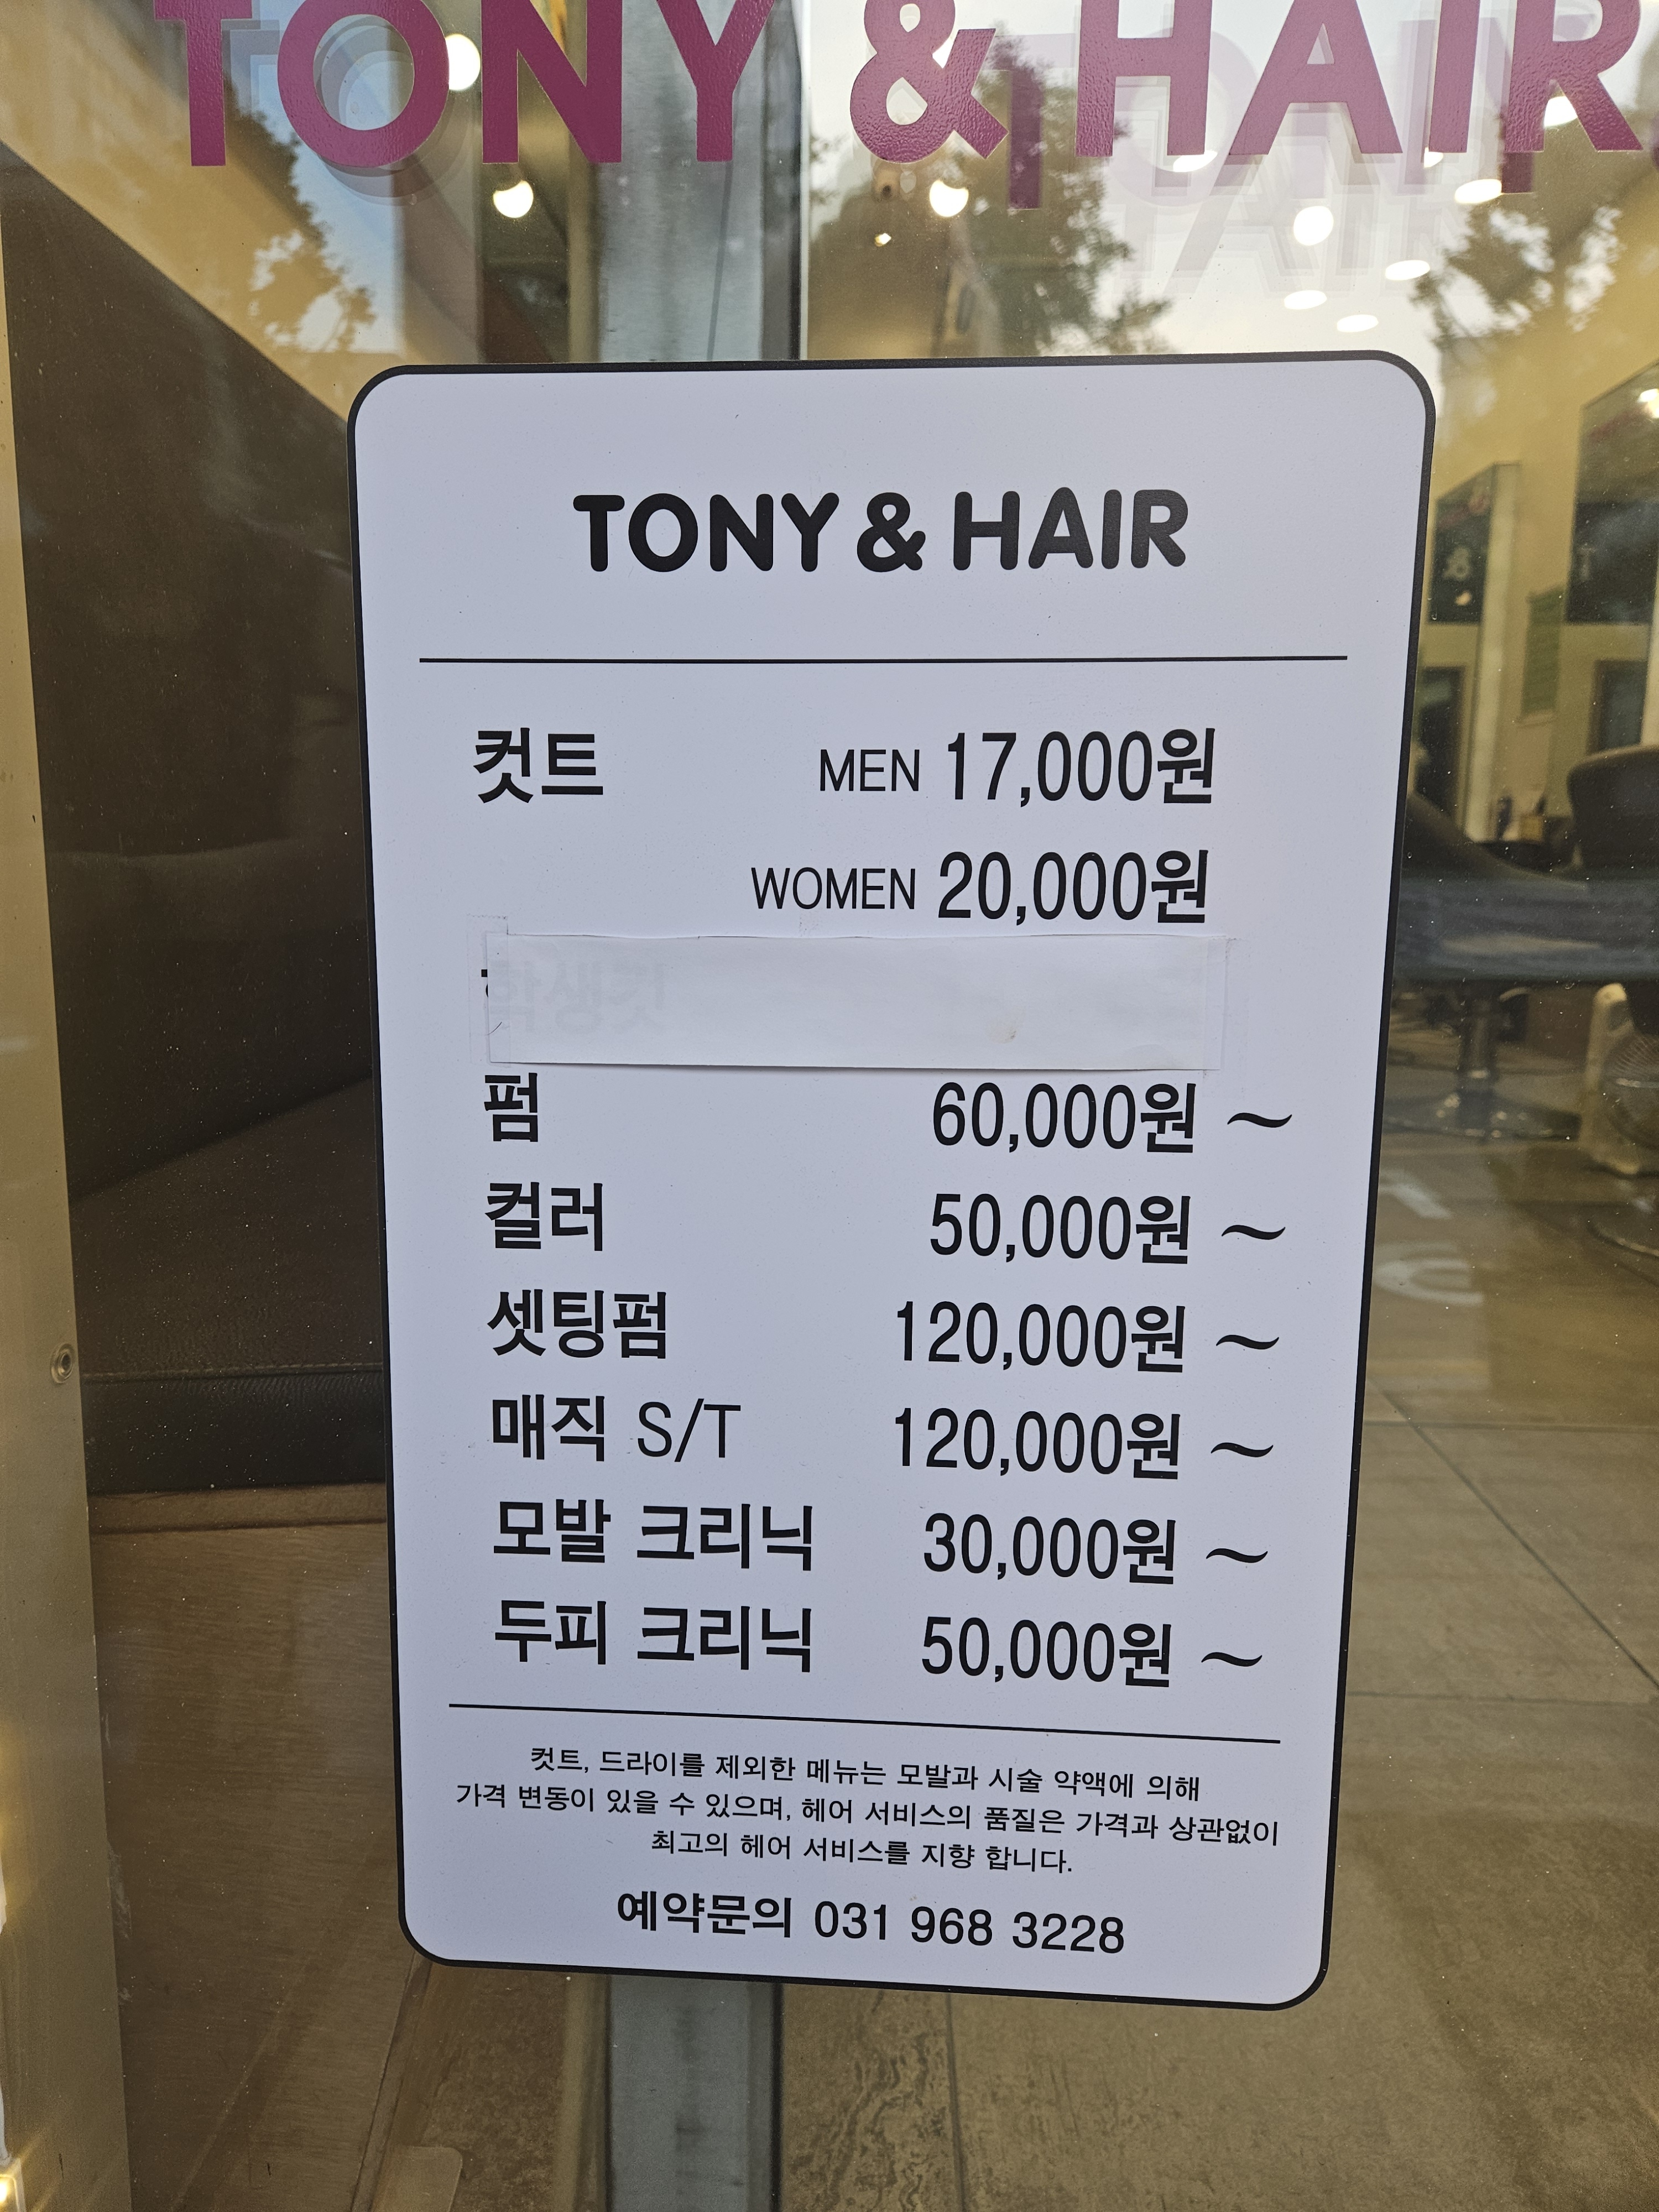 TONY & HAIR
TONY & HAIR
컷트 MEN 17,000원
WOMEN 20,000원
학생컷
펌 60,000원 ~
컬러 50,000원 ~
셋팅펌 120,000원 ~
매직 S/T 120,000원 ~
모발 크리닉 30,000원 ~
두피 크리닉 50,000원 ~
컷트, 드라이를 제외한 메뉴는 모발과 시술 약액에 의해
가격 변동이 있을 수 있으며, 헤어 서비스의 품질은 가격과 상관없이
최고의 헤어 서비스를 지향 합니다.
예약문의 031 968 3228